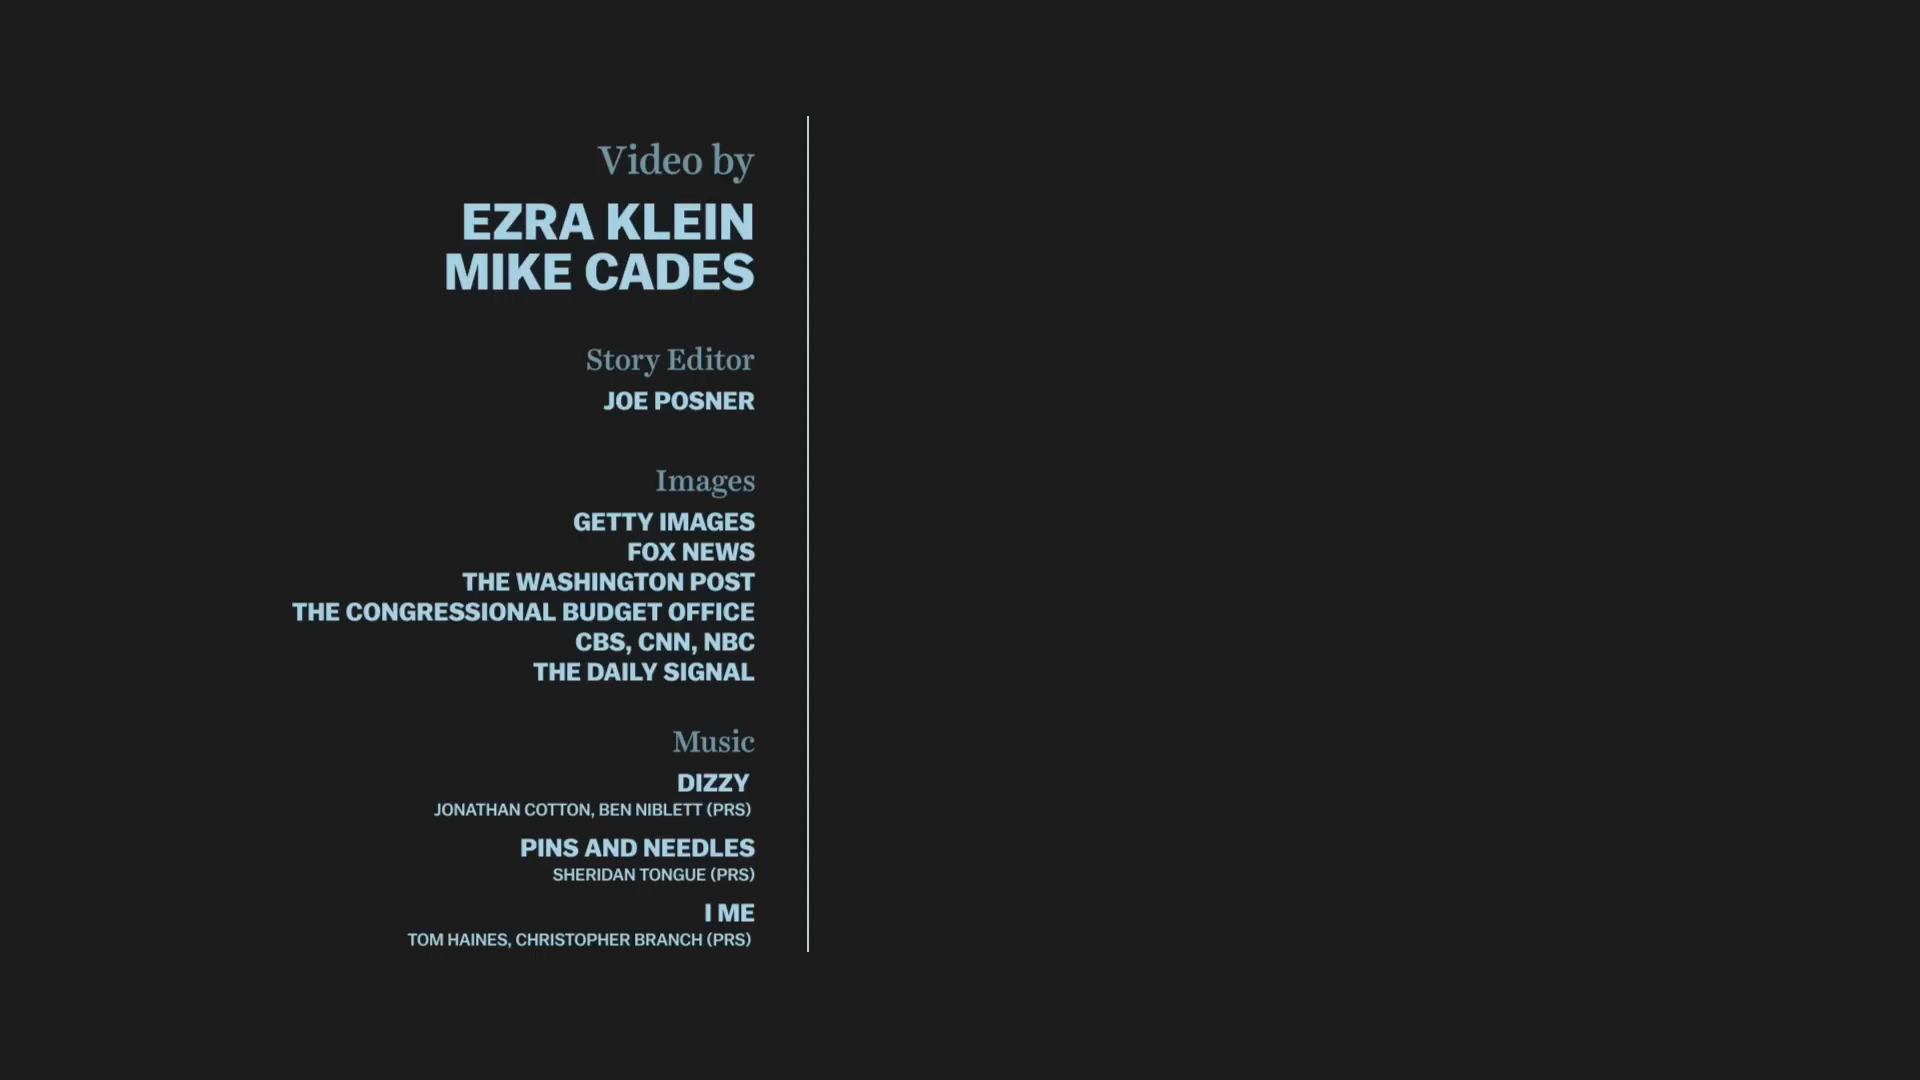 Video by
EZRA KLEIN
MIKE CADES
Story Editor
JOE POSNER
Images
GETTY IMAGES
FOX NEWS
THE WASHINGTON POST
THE CONGRESSIONAL BUDGET OFFICE
CBS, CNN, NBC
THE DAILY SIGNAL
Music
DIZZY
JONATHAN COTTON, BEN NIBLETT (PRS)
PINS AND NEEDLES
SHERIDAN TONGUE (PRS)
I ME
TOM HAINES, CHRISTOPHER BRANCH (PRS)